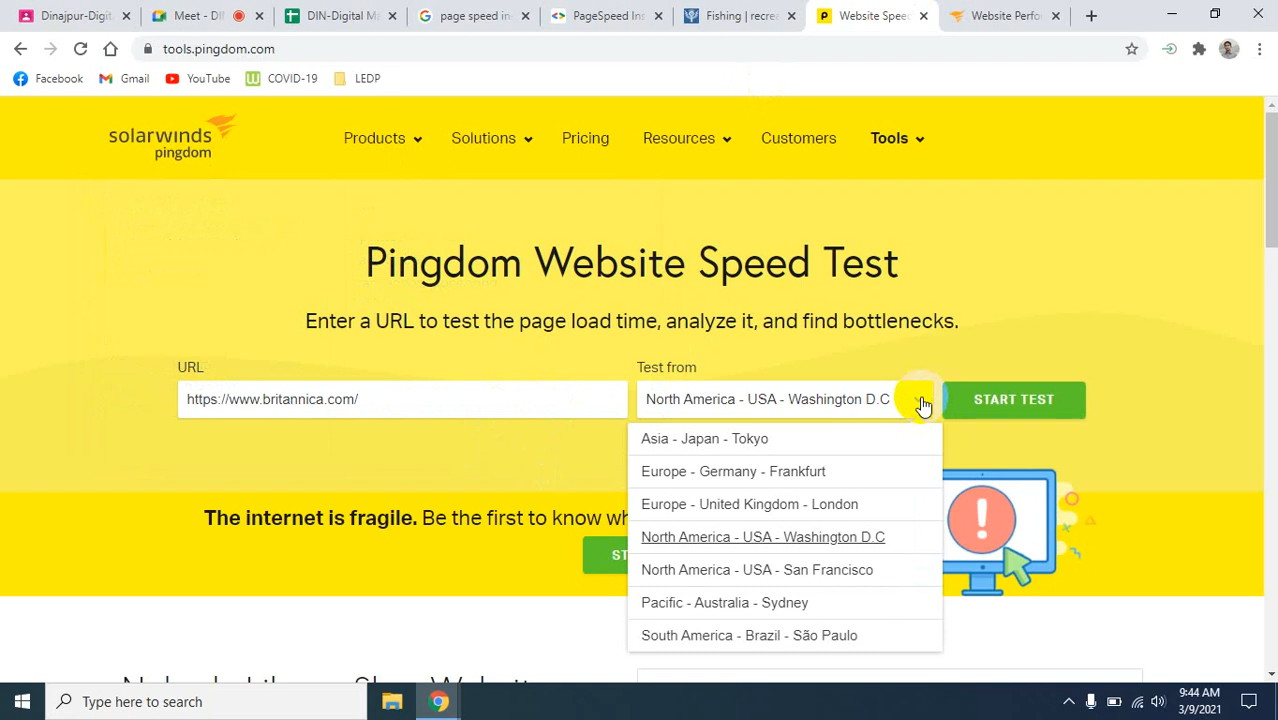 Dinajpur-Digit
Meet - DI
DIN-Digital M
page speed in
PageSpeed Ins
Fishing | recre
Website Speed
Website Perfo
tools.pingdom.com
Facebook
Gmail
YouTube
COVID-19
LEDP
solarwinds
pingdom
Products
Solutions
Pricing
Resources
Customers
Tools
Pingdom Website Speed Test
Enter a URL to test the page load time, analyze it, and find bottlenecks.
URL
Test from
https://www.britannica.com/
North America - USA - Washington D.C
START TEST
Asia - Japan - Tokyo
Europe - Germany - Frankfurt
Europe - United Kingdom - London
North America - USA - Washington D.C
North America - USA - San Francisco
Pacific - Australia - Sydney
South America - Brazil - São Paulo
The internet is fragile. Be the first to know wh
ST
Type here to search
9:44 AM
3/9/2021